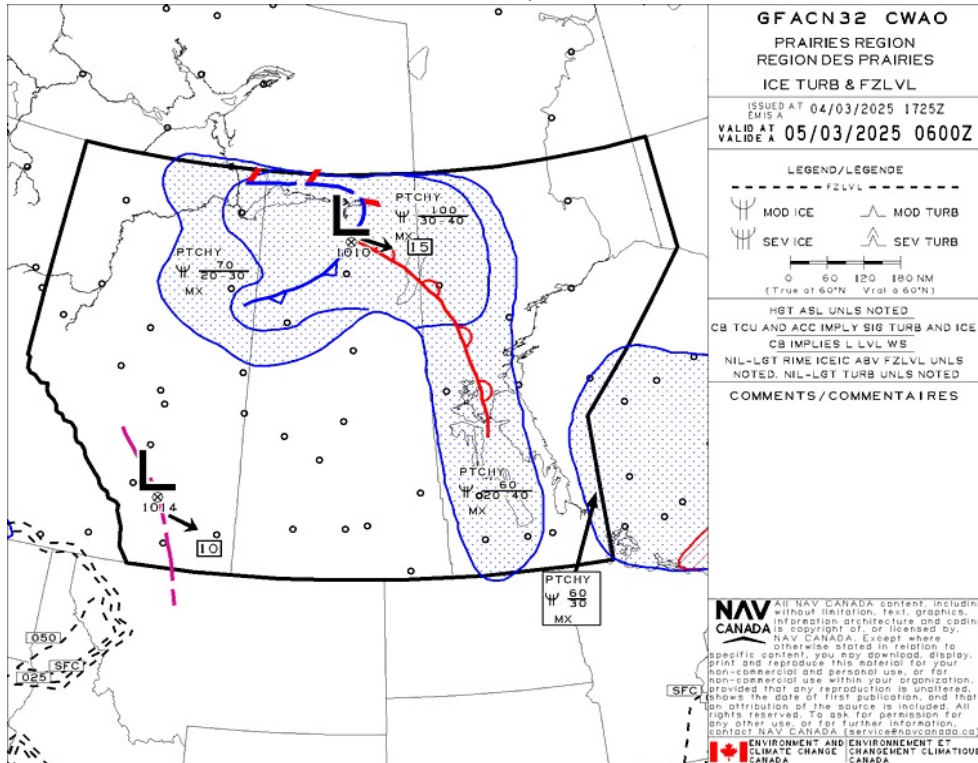 GFACN32 CWAO
PRAIRIES REGION
REGION DES PRAIRIES
ICE TURB & FZLVL
ISSUED AT 04/03/2025 1725Z
EMIS A
VALID AT 05/03/2025 0600Z
VALIDE A
LEGEND/LÉGENDE
FZLVL
MOD ICE
MOD TURB
SEV ICE
SEV TURB
0 60 120 180 NM
(True at 60°N Vrai à 60°N)
HGT ASL UNLS NOTED
CB TCU AND ACC IMPLY SIG TURB AND ICE
CB IMPLIES L LVL WS
NIL-LGT RIME ICEIC ABV FZLVL UNLS
NOTED. NIL-LGT TURB UNLS NOTED
COMMENTS/COMMENTAIRES
PTCHY
100
30-40
MX
L
1010
15
PTCHY
70
20-30
MX
L
1014
10
PTCHY
60
20-40
MX
PTCHY
60
30
MX
050
SFC
025
SFC
NAV CANADA
All NAV CANADA content, including
without limitation, text, graphics,
information architecture and coding
is copyright of, or licensed by,
NAV CANADA. Except where
otherwise stated in relation to
specific content, you may download, display,
print and reproduce this material for your
non-commercial and personal use, or for
non-commercial use within your organization,
provided that any reproduction is unaltered,
shows the date of first publication, and that
an attribution of the source is included. All
rights reserved. To ask for permission for
any other use, or for further information,
contact NAV CANADA (service@navcanada.ca)
ENVIRONMENT AND
CLIMATE CHANGE
CANADA
ENVIRONNEMENT ET
CHANGEMENT CLIMATIQUE
CANADA